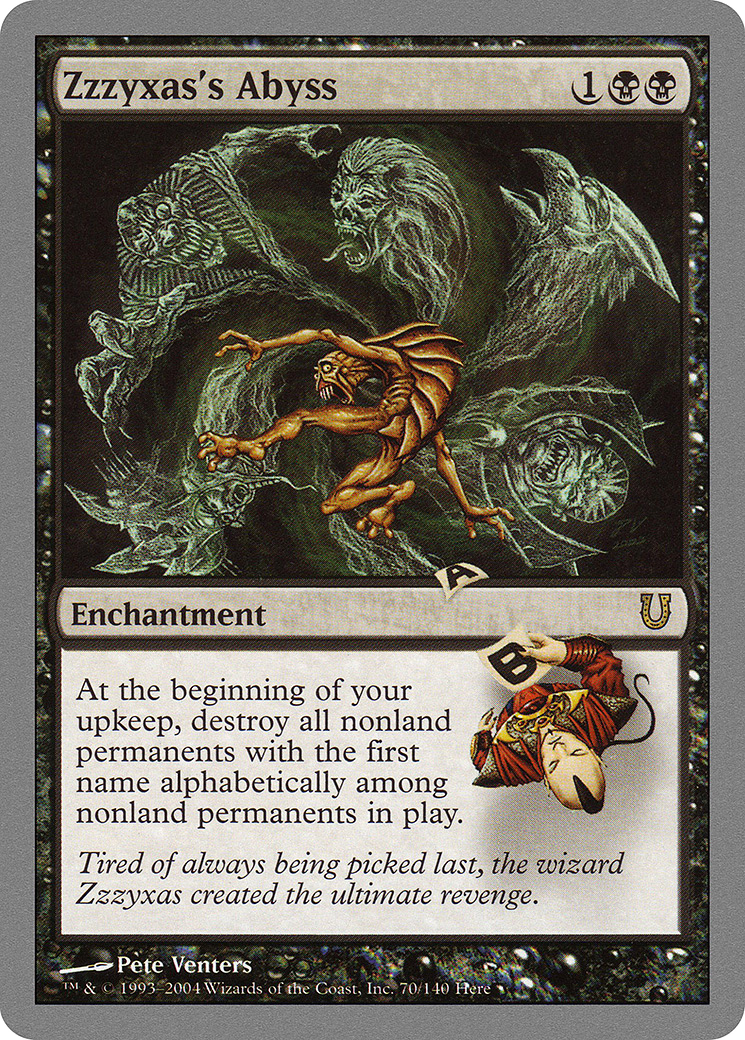 Zzzyxas's Abyss 1
A
Enchantment
B
At the beginning of your
upkeep, destroy all nonland
permanents with the first
name alphabetically among
nonland permanents in play.
Tired of always being picked last, the wizard
Zzzyxas created the ultimate revenge.
Pete Venters
™ & © 1993–2004 Wizards of the Coast, Inc. 70/140 Here